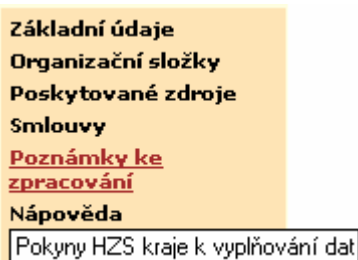 Základní údaje
Organizační složky
Poskytované zdroje
Smlouvy
Poznámky ke
zpracování
Nápověda
Pokyny HZS kraje k vyplňování dat